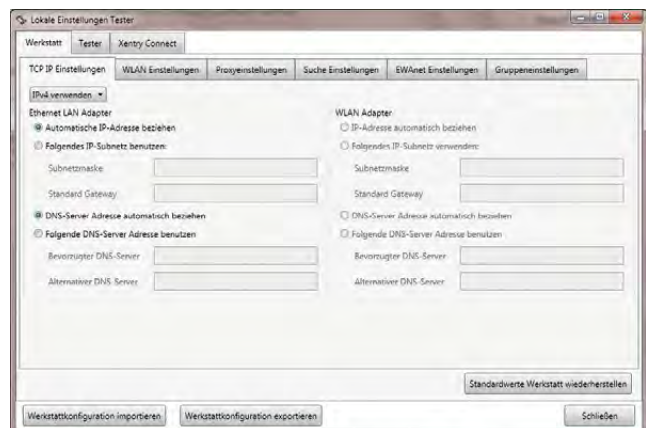 Lokale Einstellungen Tester
Werkstatt Tester Xentry Connect
TCP IP Einstellungen WLAN Einstellungen Proxyeinstellungen Suche Einstellungen EWAnet Einstellungen Gruppeneinstellungen
IPv4 verwenden
Ethernet LAN Adapter WLAN Adapter
Automatische IP-Adresse beziehen IP-Adresse automatisch beziehen
Folgendes IP-Subnetz benutzen: Folgendes IP-Subnetz verwenden:
Subnetzmaske Subnetzmaske
Standard Gateway Standard Gateway
DNS-Server Adresse automatisch beziehen DNS-Server Adresse automatisch beziehen
Folgende DNS-Server Adresse benutzen Folgende DNS-Server Adresse benutzen
Bevorzugter DNS-Server Bevorzugter DNS-Server
Alternativer DNS-Server Alternativer DNS-Server
Standardwerte Werkstatt wiederherstellen
Werkstattkonfiguration importieren Werkstattkonfiguration exportieren Schließen